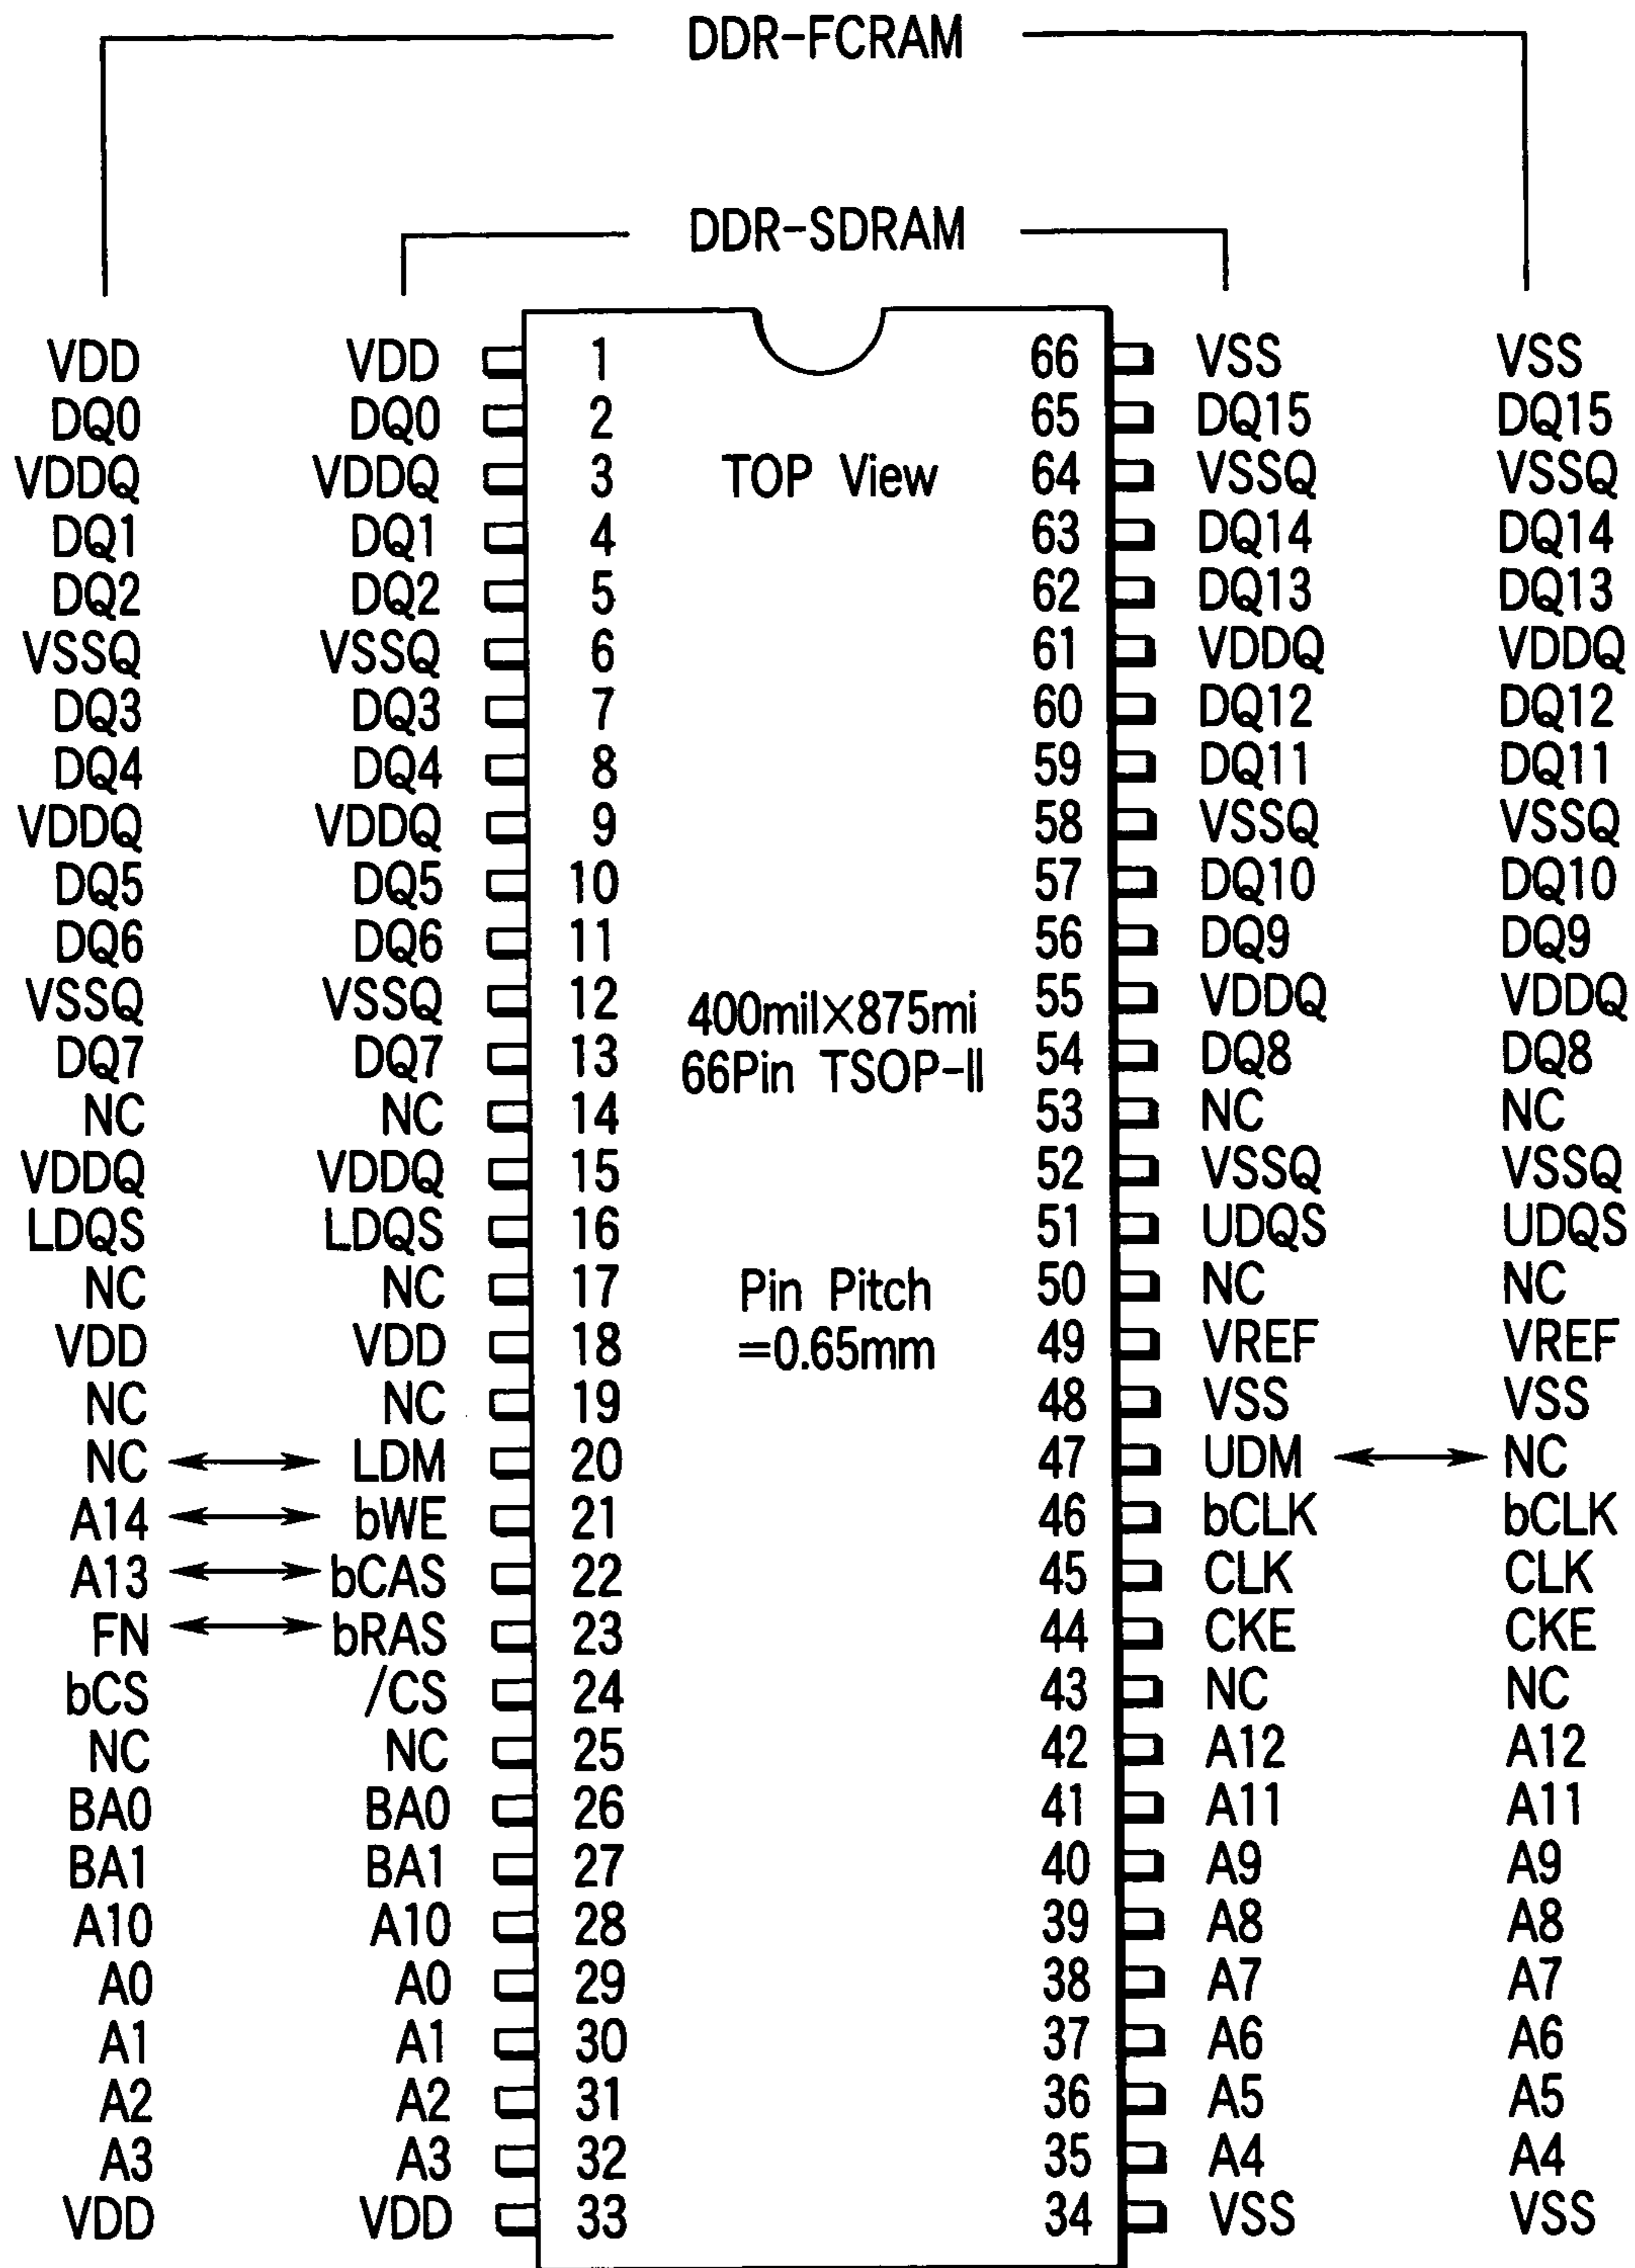 DDR-FCRAM
DDR-SDRAM
VDD VDD 1 66 VSS VSS
DQ0 DQ0 2 65 DQ15 DQ15
VDDQ VDDQ 3 TOP View 64 VSSQ VSSQ
DQ1 DQ1 4 63 DQ14 DQ14
DQ2 DQ2 5 62 DQ13 DQ13
VSSQ VSSQ 6 61 VDDQ VDDQ
DQ3 DQ3 7 60 DQ12 DQ12
DQ4 DQ4 8 59 DQ11 DQ11
VDDQ VDDQ 9 58 VSSQ VSSQ
DQ5 DQ5 10 57 DQ10 DQ10
DQ6 DQ6 11 56 DQ9 DQ9
VSSQ VSSQ 12 400mil×875mi 55 VDDQ VDDQ
DQ7 DQ7 13 66Pin TSOP-II 54 DQ8 DQ8
NC NC 14 53 NC NC
VDDQ VDDQ 15 52 VSSQ VSSQ
LDQS LDQS 16 51 UDQS UDQS
NC NC 17 Pin Pitch 50 NC NC
VDD VDD 18 =0.65mm 49 VREF VREF
NC NC 19 48 VSS VSS
NC LDM 20 47 UDM NC
A14 bWE 21 46 bCLK bCLK
A13 bCAS 22 45 CLK CLK
FN bRAS 23 44 CKE CKE
bCS /CS 24 43 NC NC
NC NC 25 42 A12 A12
BA0 BA0 26 41 A11 A11
BA1 BA1 27 40 A9 A9
A10 A10 28 39 A8 A8
A0 A0 29 38 A7 A7
A1 A1 30 37 A6 A6
A2 A2 31 36 A5 A5
A3 A3 32 35 A4 A4
VDD VDD 33 34 VSS VSS